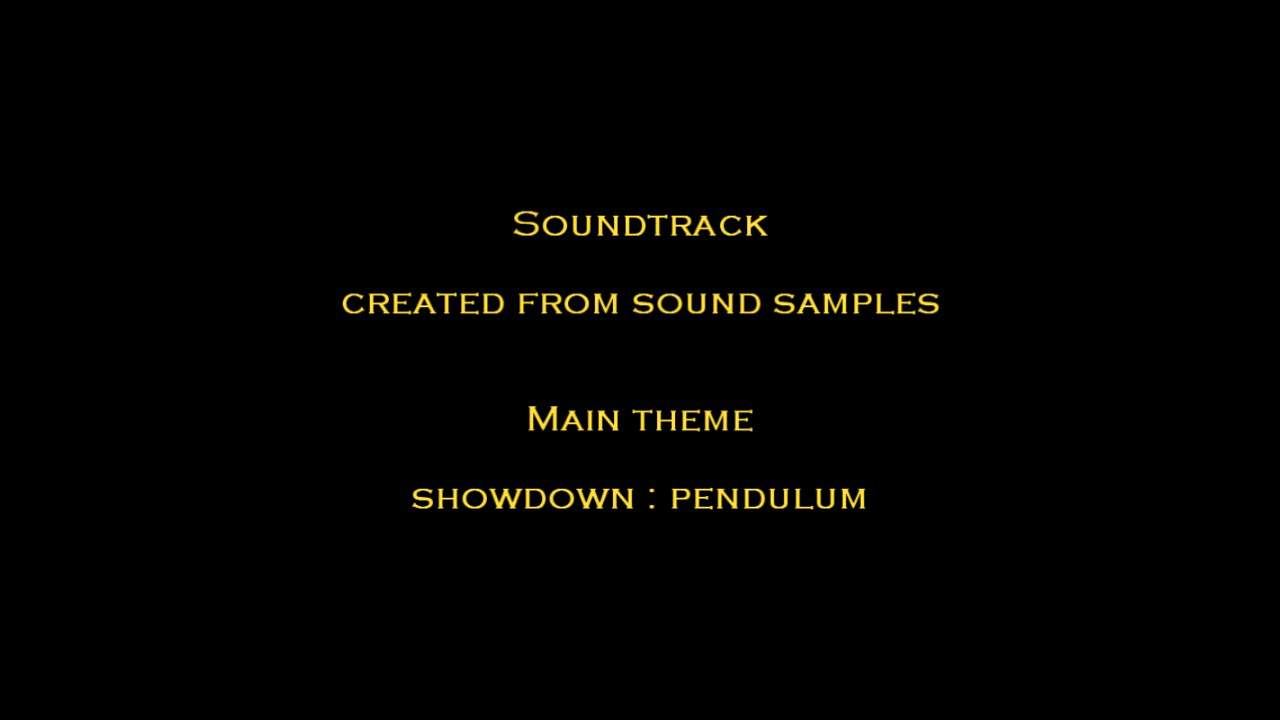 Soundtrack
created from sound samples
Main theme
showdown : pendulum